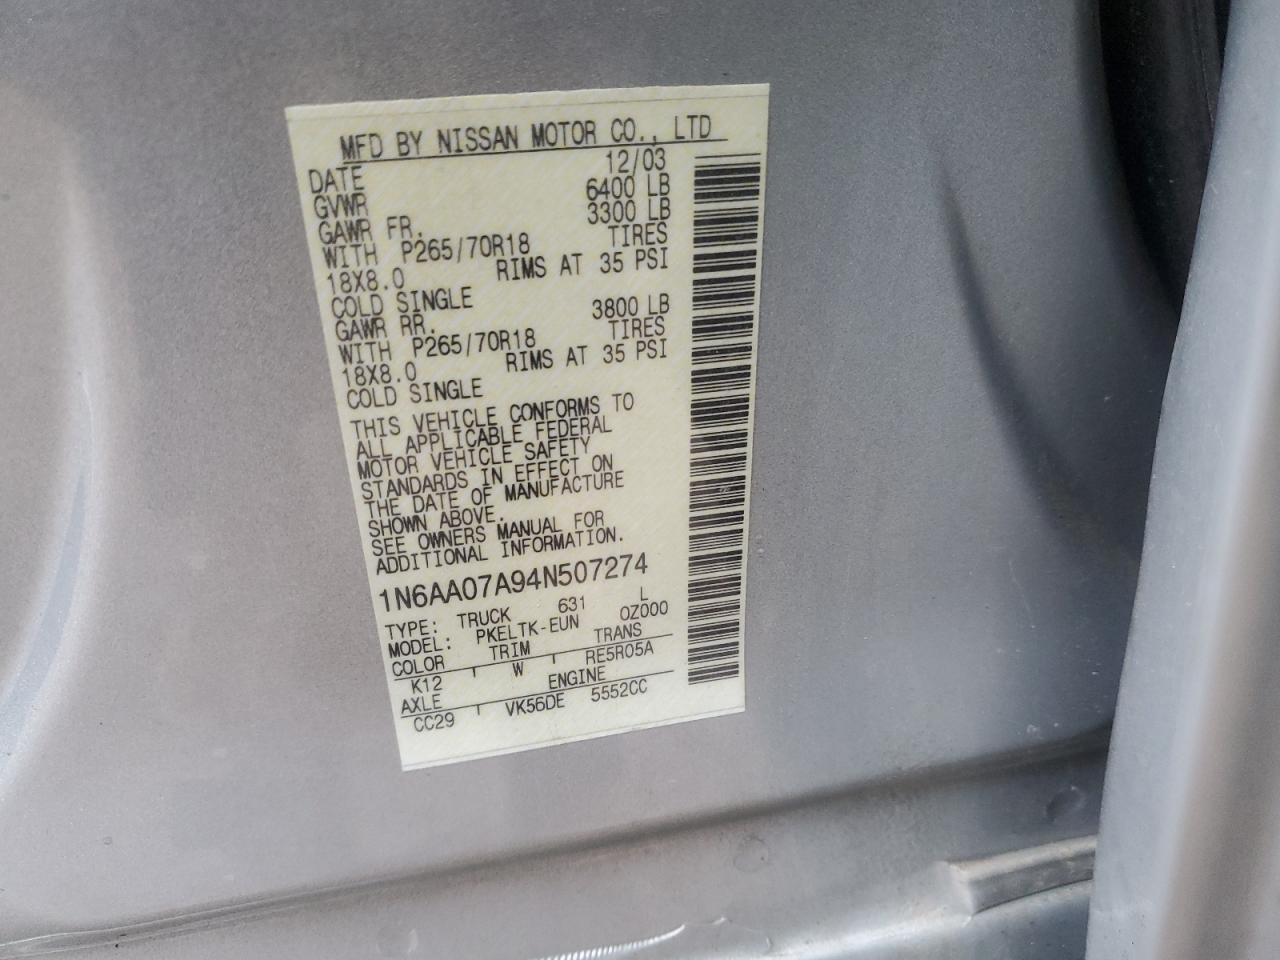 MFD BY NISSAN MOTOR CO., LTD
DATE 12/03
GVWR 6400 LB
GAWR FR. 3300 LB
WITH P265/70R18 TIRES
18X8.0 RIMS AT 35 PSI
COLD SINGLE
GAWR RR. 3800 LB
WITH P265/70R18 TIRES
18X8.0 RIMS AT 35 PSI
COLD SINGLE
THIS VEHICLE CONFORMS TO
ALL APPLICABLE FEDERAL
MOTOR VEHICLE SAFETY
STANDARDS IN EFFECT ON
THE DATE OF MANUFACTURE
SHOWN ABOVE.
SEE OWNERS MANUAL FOR
ADDITIONAL INFORMATION.
1N6AA07A94N507274
TYPE: TRUCK 631 L
MODEL: PKELTK-EUN 0Z000
COLOR TRIM TRANS
K12 W RE5R05A
AXLE ENGINE
CC29 VK56DE 5552CC